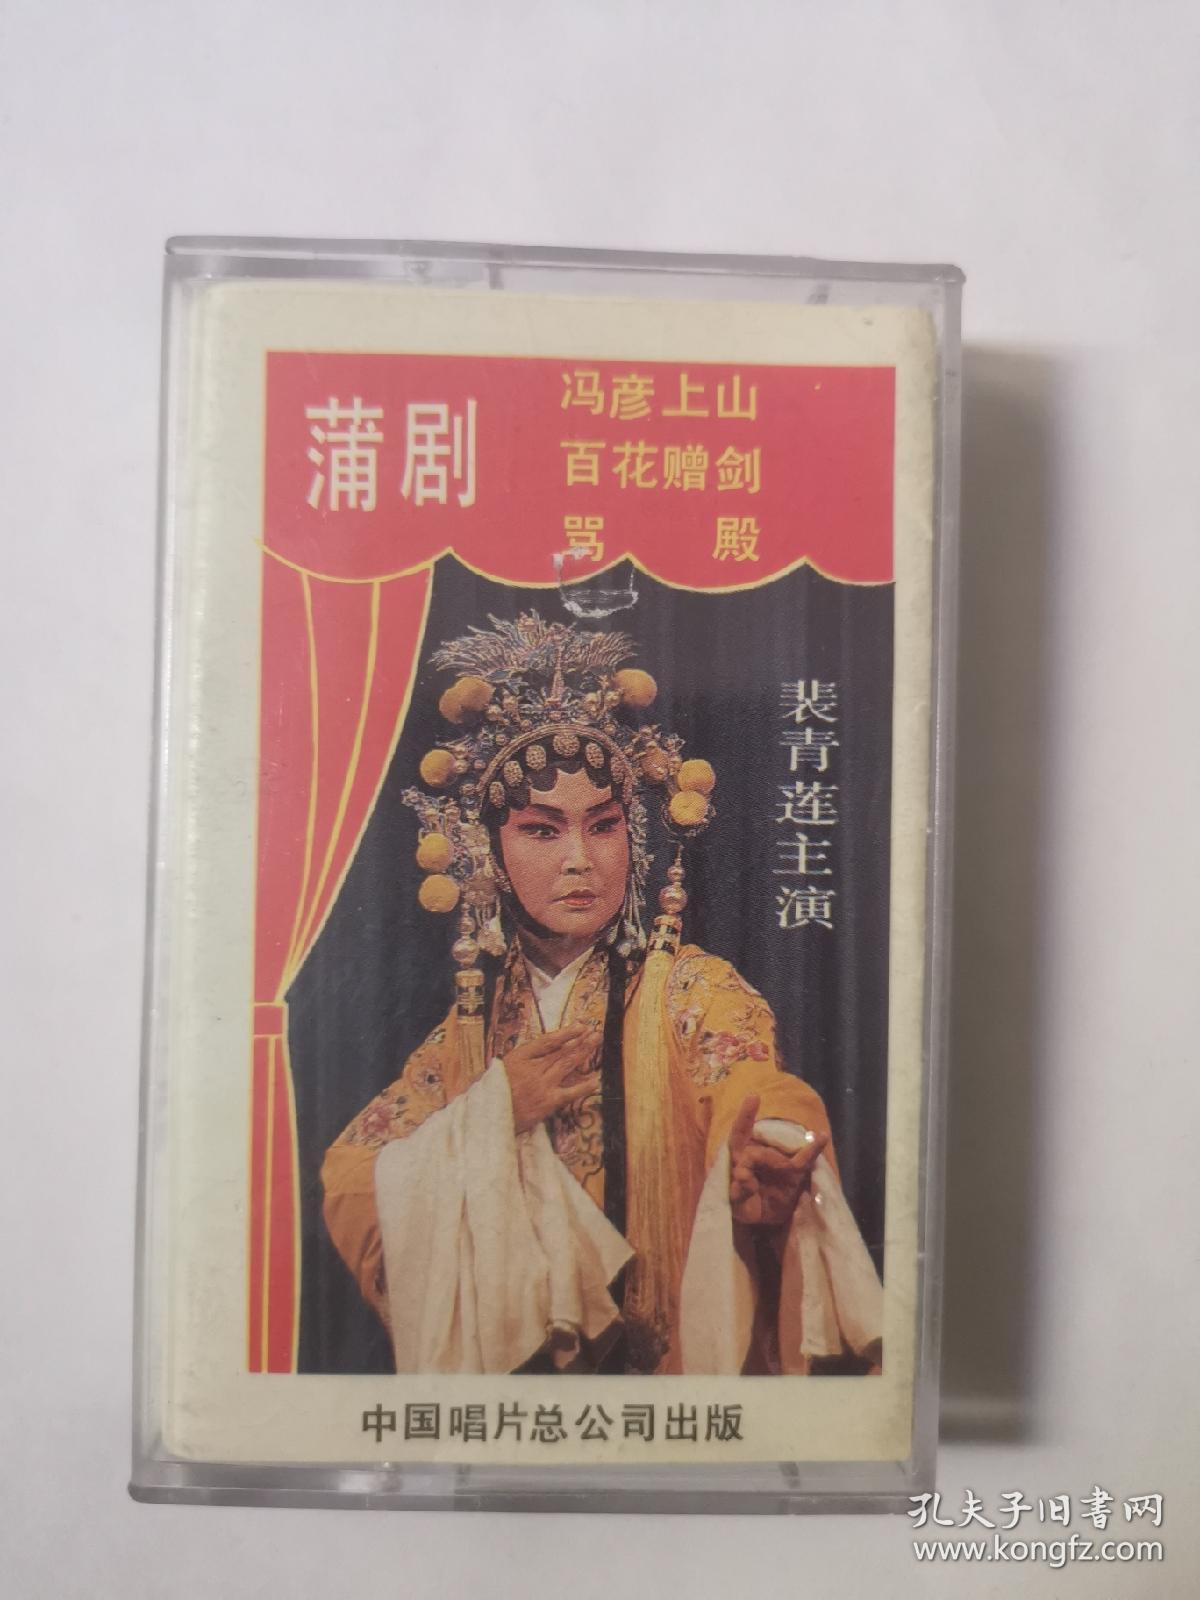 蒲剧
冯彦上山
百花赠剑
骂殿
裴青莲主演
中国唱片总公司出版
孔夫子旧书网
www.kongfz.com